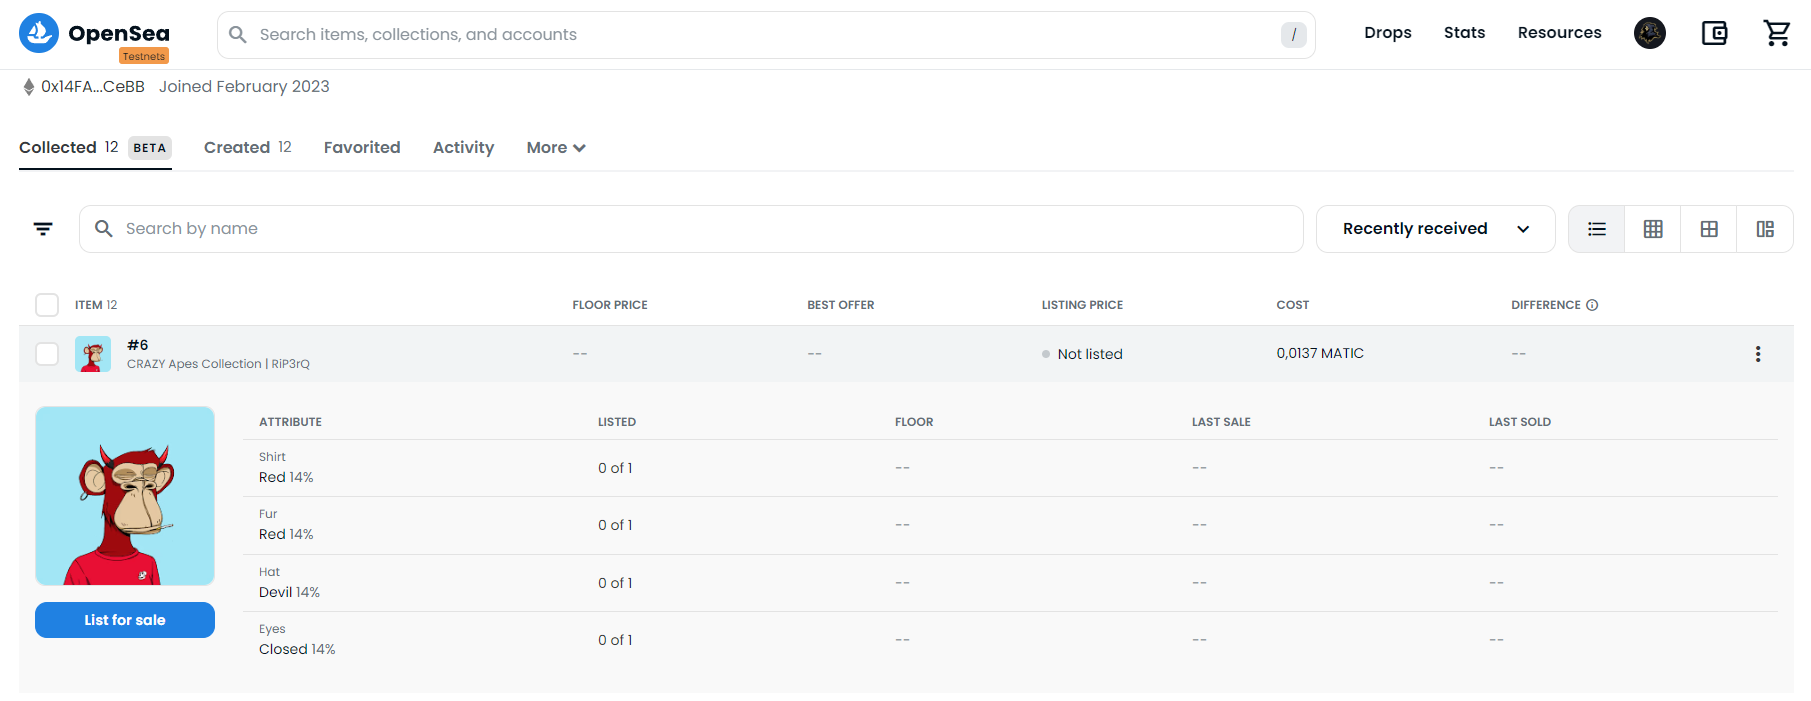 OpenSea
Testnets
Search items, collections, and accounts
/
Drops
Stats
Resources
0x14FA...CeBB Joined February 2023
Collected 12 BETA
Created 12
Favorited
Activity
More
Search by name
Recently received
ITEM 12
FLOOR PRICE
BEST OFFER
LISTING PRICE
COST
DIFFERENCE
#6
CRAZY Apes Collection | RiP3rQ
--
--
Not listed
0,0137 MATIC
--
ATTRIBUTE
LISTED
FLOOR
LAST SALE
LAST SOLD
Shirt
Red 14%
0 of 1
--
--
--
Fur
Red 14%
0 of 1
--
--
--
Hat
Devil 14%
0 of 1
--
--
--
Eyes
Closed 14%
0 of 1
--
--
--
List for sale